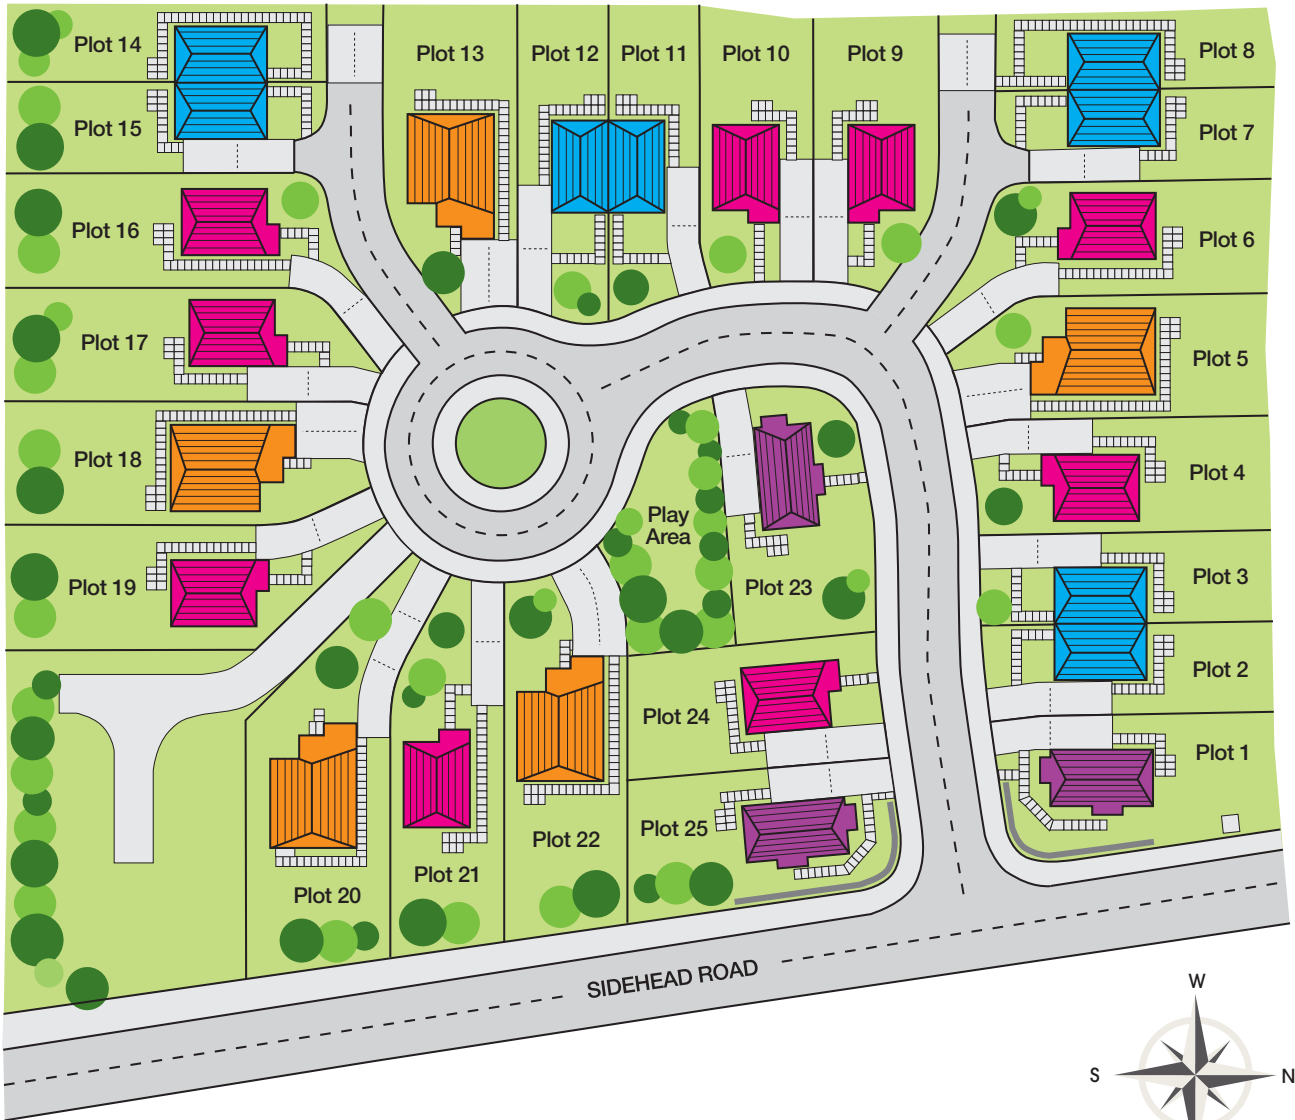 Plot 14
Plot 13
Plot 12
Plot 11
Plot 10
Plot 9
Plot 8
Plot 15
Plot 7
Plot 16
Plot 6
Plot 17
Plot 5
Plot 18
Plot 4
Play
Area
Plot 19
Plot 23
Plot 3
Plot 2
Plot 24
Plot 1
Plot 25
Plot 22
Plot 21
Plot 20
SIDEHEAD ROAD
W
S
N